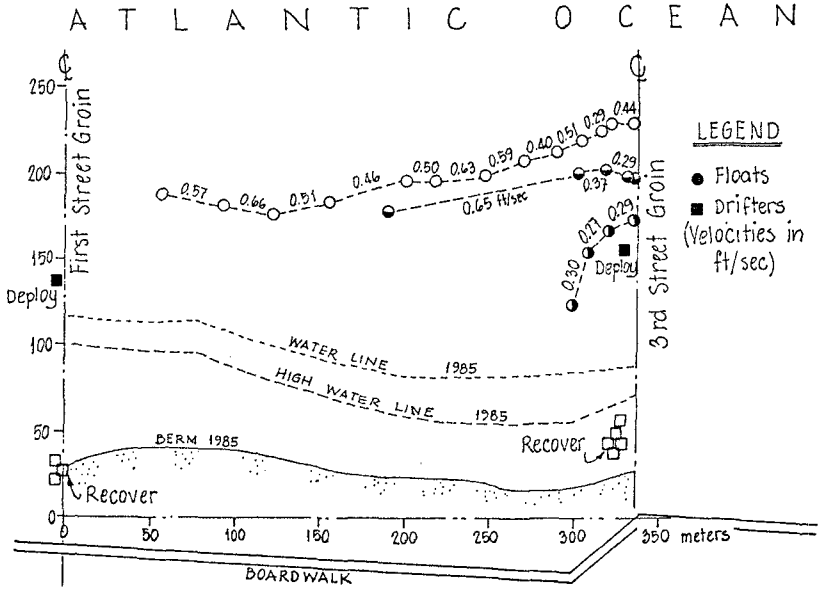 ATLANTIC OCEAN
℄
℄
250
200
150
100
50
0
First Street Groin
3rd Street Groin
0.57
0.66
0.51
0.46
0.50
0.63
0.59
0.40
0.51
0.29
0.44
0.65 ft/sec
0.37
0.29
0.30
0.27
0.29
Deploy
Deploy
LEGEND
Floats
Drifters
(Velocities in
ft/sec)
WATER LINE 1985
HIGH WATER LINE 1985
BERM 1985
Recover
Recover
0 50 100 150 200 250 300 350 meters
BOARDWALK